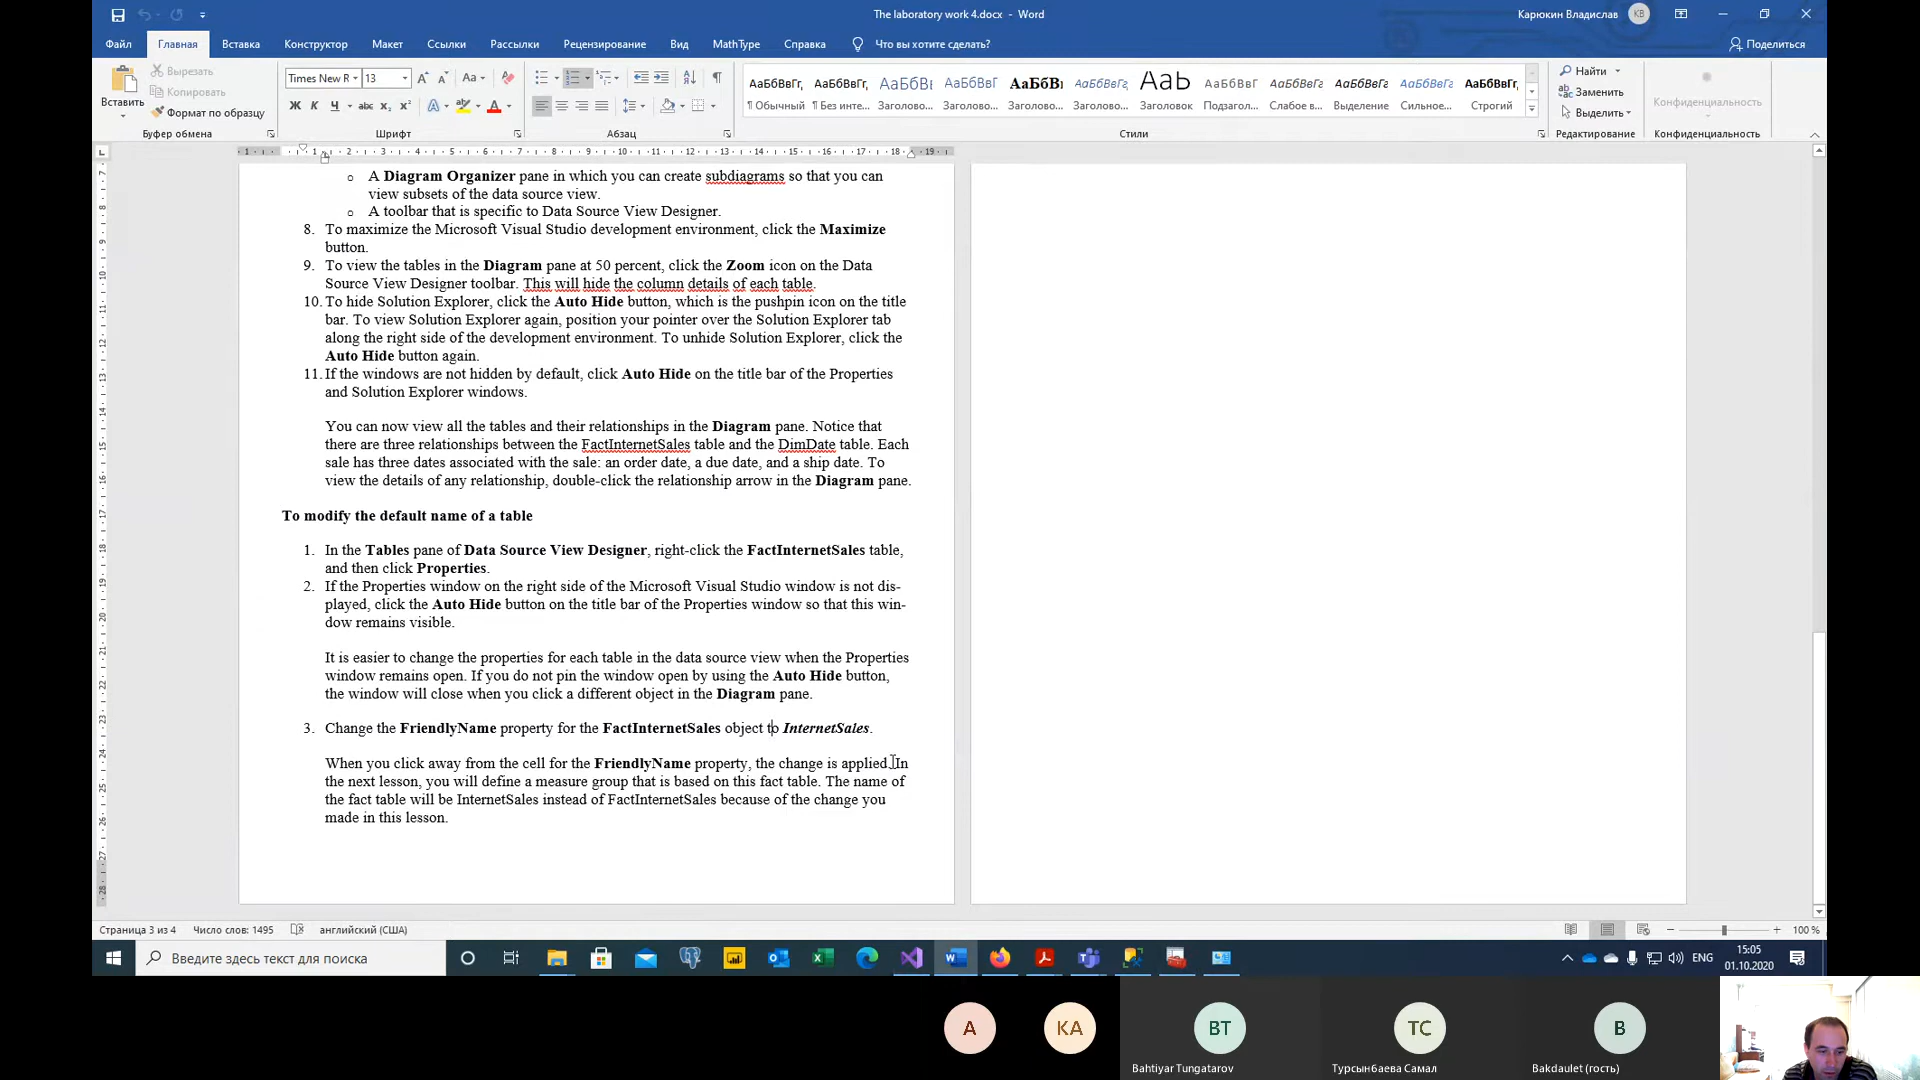 The laboratory work 4.docx - Word
Карюкин Владислав
КВ
Файл Главная Вставка Конструктор Макет Ссылки Рассылки Рецензирование Вид MathType Справка Что вы хотите сделать? Поделиться
Вставить
Вырезать
Копировать
Формат по образцу
Буфер обмена
Times New R 13
Шрифт
Абзац
АаБбВвГг, АаБбВвГг, АаБбВі АаБбВвГ АаБбВ: АаБбВвГг Aab АаБбВвГг АаБбВвГг АаБбВвГг АаБбВвГг АаБбВвГг,
¶ Обычный ¶ Без инте... Заголово... Заголово... Заголово... Заголово... Заголовок Подзагол... Слабое в... Выделение Сильное... Строгий
Стили
Найти
Заменить
Выделить
Редактирование
Конфиденциальность
Конфиденциальность
o A Diagram Organizer pane in which you can create subdiagrams so that you can
view subsets of the data source view.
o A toolbar that is specific to Data Source View Designer.
8. To maximize the Microsoft Visual Studio development environment, click the Maximize
button.
9. To view the tables in the Diagram pane at 50 percent, click the Zoom icon on the Data
Source View Designer toolbar. This will hide the column details of each table.
10. To hide Solution Explorer, click the Auto Hide button, which is the pushpin icon on the title
bar. To view Solution Explorer again, position your pointer over the Solution Explorer tab
along the right side of the development environment. To unhide Solution Explorer, click the
Auto Hide button again.
11. If the windows are not hidden by default, click Auto Hide on the title bar of the Properties
and Solution Explorer windows.
You can now view all the tables and their relationships in the Diagram pane. Notice that
there are three relationships between the FactInternetSales table and the DimDate table. Each
sale has three dates associated with the sale: an order date, a due date, and a ship date. To
view the details of any relationship, double-click the relationship arrow in the Diagram pane.
To modify the default name of a table
1. In the Tables pane of Data Source View Designer, right-click the FactInternetSales table,
and then click Properties.
2. If the Properties window on the right side of the Microsoft Visual Studio window is not dis-
played, click the Auto Hide button on the title bar of the Properties window so that this win-
dow remains visible.
It is easier to change the properties for each table in the data source view when the Properties
window remains open. If you do not pin the window open by using the Auto Hide button,
the window will close when you click a different object in the Diagram pane.
3. Change the FriendlyName property for the FactInternetSales object to InternetSales.
When you click away from the cell for the FriendlyName property, the change is applied. In
the next lesson, you will define a measure group that is based on this fact table. The name of
the fact table will be InternetSales instead of FactInternetSales because of the change you
made in this lesson.
Страница 3 из 4 Число слов: 1495 английский (США) 100 %
Введите здесь текст для поиска
ENG
15:05
01.10.2020
A KA BT TC B
Bahtiyar Tungatarov Турсынбаева Самал Bakdaulet (гость)